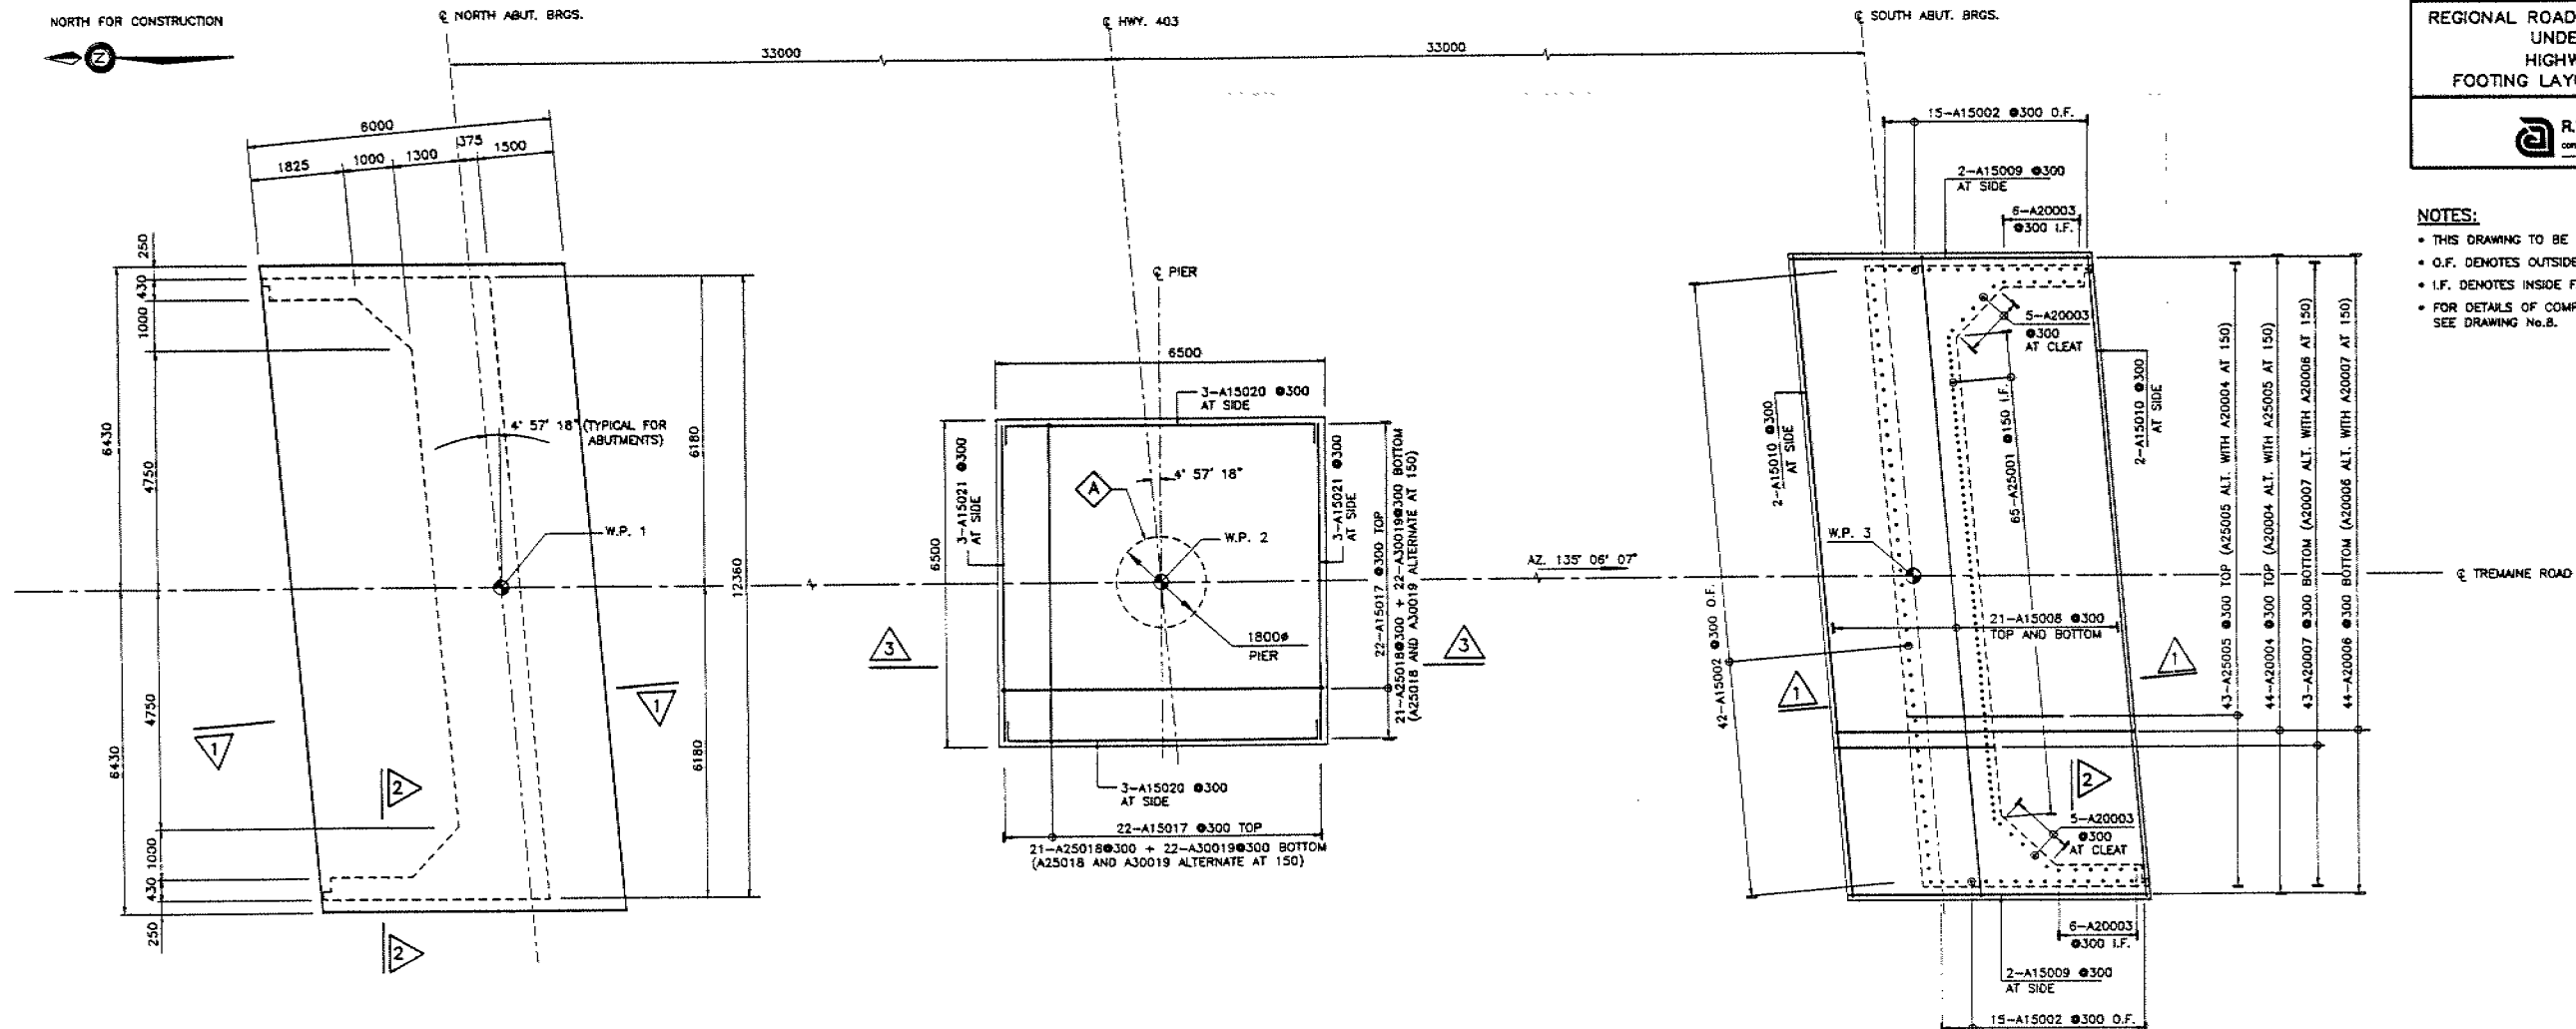 NORTH FOR CONSTRUCTION
N
℄ NORTH ABUT. BRGS.
℄ HWY. 403
℄ SOUTH ABUT. BRGS.
33000
33000
REGIONAL ROAD
UNDE
HIGHW
FOOTING LAY
R.
NOTES:
• THIS DRAWING TO BE
• O.F. DENOTES OUTSIDE
• I.F. DENOTES INSIDE F
• FOR DETAILS OF COMP
SEE DRAWING No.8.
6000
1825
1000
1300
375
1500
250
430
1000
6430
4750
4750
6430
1000
430
250
4° 57' 18" (TYPICAL FOR
ABUTMENTS)
6180
12360
6180
W.P. 1
1
1
2
2
℄ PIER
6500
3-A15020 @300
AT SIDE
6500
3-A15021 @300
AT SIDE
A
4° 57' 18"
W.P. 2
1800ø
PIER
3-A15021 @300
AT SIDE
22-A15017 @300 TOP
21-A25018@300 + 22-A30019@300 BOTTOM
(A25018 AND A30019 ALTERNATE AT 150)
3
3
3-A15020 @300
AT SIDE
22-A15017 @300 TOP
21-A25018@300 + 22-A30019@300 BOTTOM
(A25018 AND A30019 ALTERNATE AT 150)
AZ. 135° 06' 07"
℄ TREMAINE ROAD
15-A15002 @300 O.F.
2-A15009 @300
AT SIDE
6-A20003
@300 I.F.
5-A20003
@300
AT CLEAT
2-A15010 @300
AT SIDE
65-A25001 @150 I.F.
2-A15010 @300
AT SIDE
W.P. 3
42-A15002 @300 O.F.
21-A15008 @300
TOP AND BOTTOM
1
1
2
43-A25005 @300 TOP (A25005 ALT. WITH A20004 AT 150)
44-A20004 @300 TOP (A20004 ALT. WITH A25005 AT 150)
43-A20007 @300 BOTTOM (A20007 ALT. WITH A20006 AT 150)
44-A20006 @300 BOTTOM (A20006 ALT. WITH A20007 AT 150)
5-A20003
@300
AT CLEAT
6-A20003
@300 I.F.
2-A15009 @300
AT SIDE
15-A15002 @300 O.F.